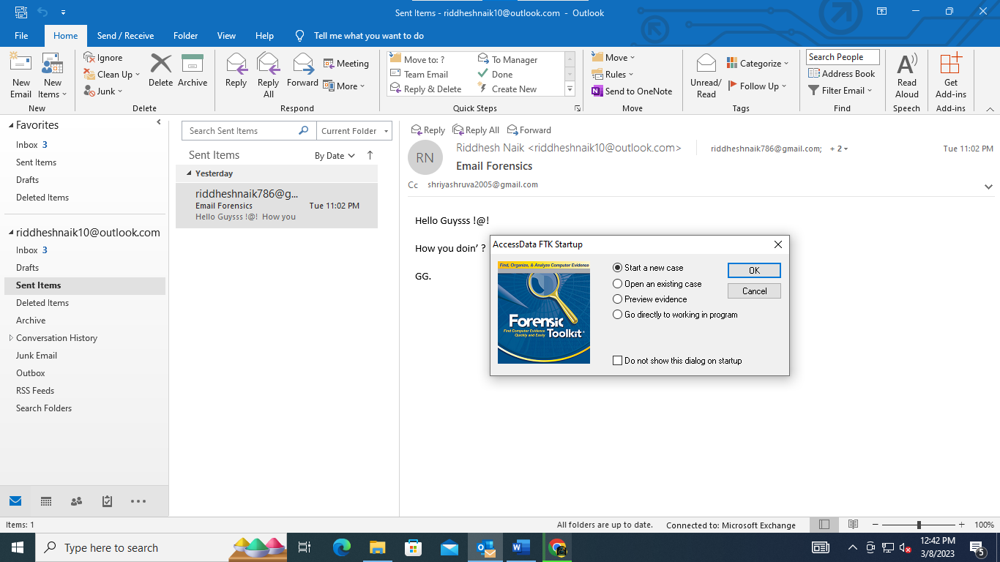 Sent Items - riddheshnaik10@outlook.com - Outlook
File Home Send / Receive Folder View Help Tell me what you want to do
New Email
New Items
New
Ignore
Clean Up
Junk
Delete
Archive
Delete
Reply
Reply All
Forward
Meeting
More
Respond
Move to: ?
Team Email
Reply & Delete
To Manager
Done
Create New
Quick Steps
Move
Rules
Send to OneNote
Move
Unread/ Read
Categorize
Follow Up
Tags
Search People
Address Book
Filter Email
Find
Read Aloud
Speech
Get Add-ins
Add-ins
Favorites
Inbox 3
Sent Items
Drafts
Deleted Items
riddheshnaik10@outlook.com
Inbox 3
Drafts
Sent Items
Deleted Items
Archive
Conversation History
Junk Email
Outbox
RSS Feeds
Search Folders
Search Sent Items
Current Folder
Sent Items
By Date
Yesterday
riddheshnaik786@g...
Email Forensics Tue 11:02 PM
Hello Guysss !@! How you
Reply Reply All Forward
RN
Riddhesh Naik <riddheshnaik10@outlook.com>
riddheshnaik786@gmail.com; + 2
Tue 11:02 PM
Email Forensics
Cc shriyashruva2005@gmail.com
Hello Guysss !@!
How you doin’ ?
GG.
AccessData FTK Startup
Find, Organize, & Analyze Computer Evidence
Forensic
Toolkit
Find Computer Evidence
Quickly and Easily
Start a new case
Open an existing case
Preview evidence
Go directly to working in program
Do not show this dialog on startup
OK
Cancel
Items: 1
All folders are up to date.
Connected to: Microsoft Exchange
100%
Type here to search
12:42 PM
3/8/2023
5